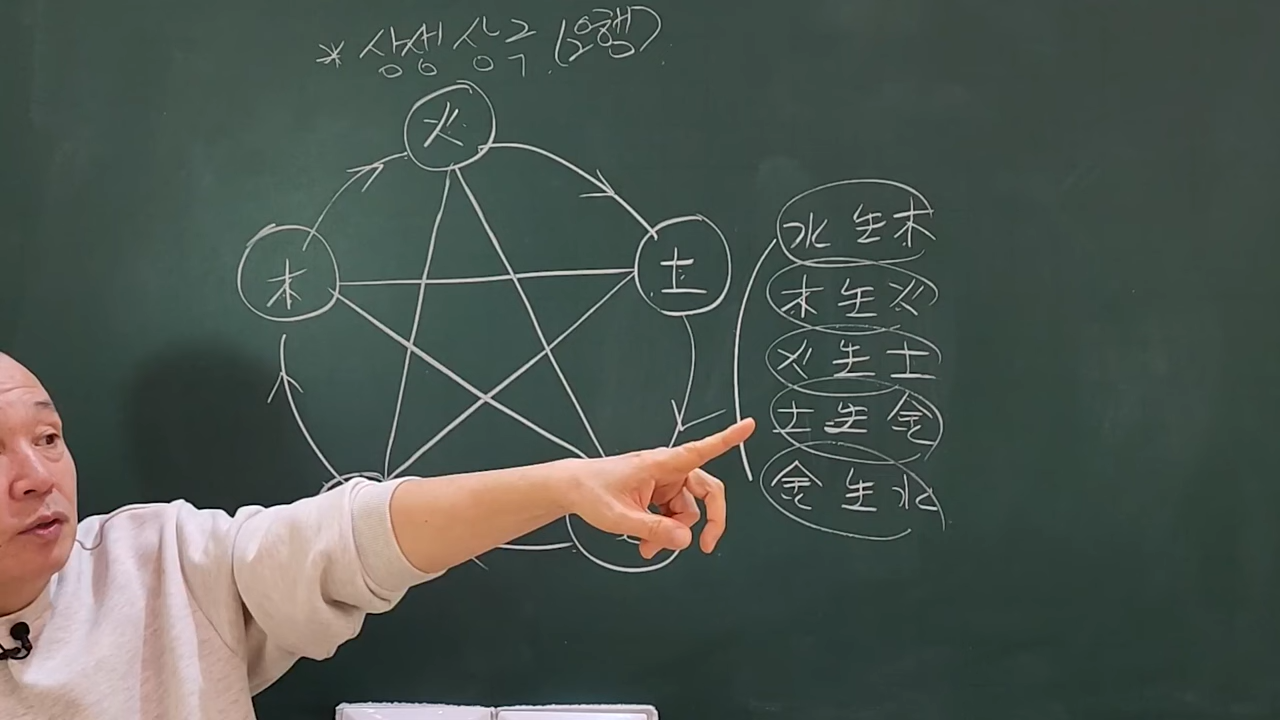 * 상생상극 (오행)
火
木
土
水生木
木生火
火生土
土生金
金生水